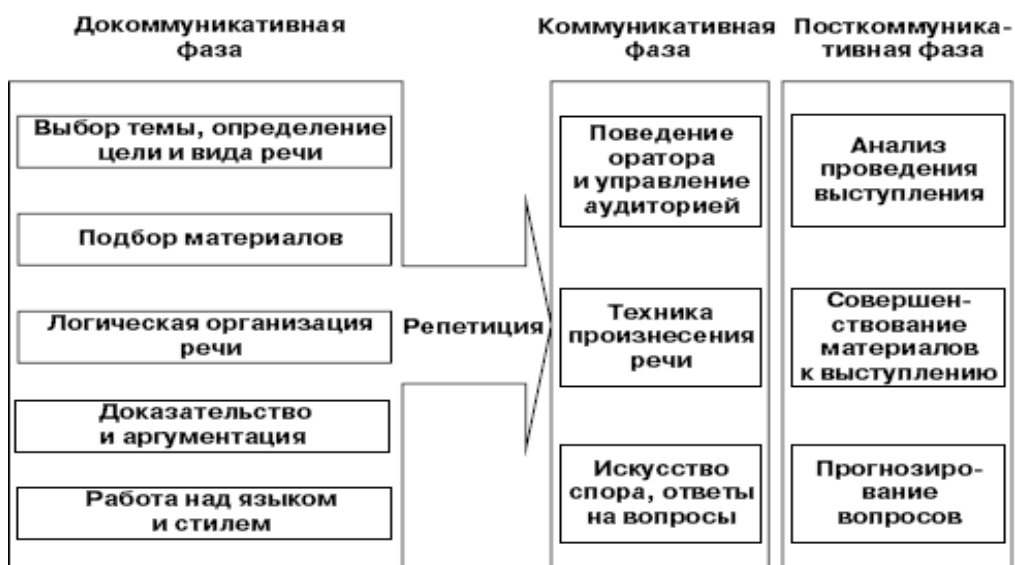 Докоммуникативная
фаза
Выбор темы, определение
цели и вида речи
Подбор материалов
Логическая организация
речи
Доказательство
и аргументация
Работа над языком
и стилем
Репетиция
Коммуникативная
фаза
Поведение
оратора
и управление
аудиторией
Техника
произнесения
речи
Искусство
спора, ответы
на вопросы
Посткоммуника-
тивная фаза
Анализ
проведения
выступления
Совершен-
ствование
материалов
к выступлению
Прогнозиро-
вание
вопросов